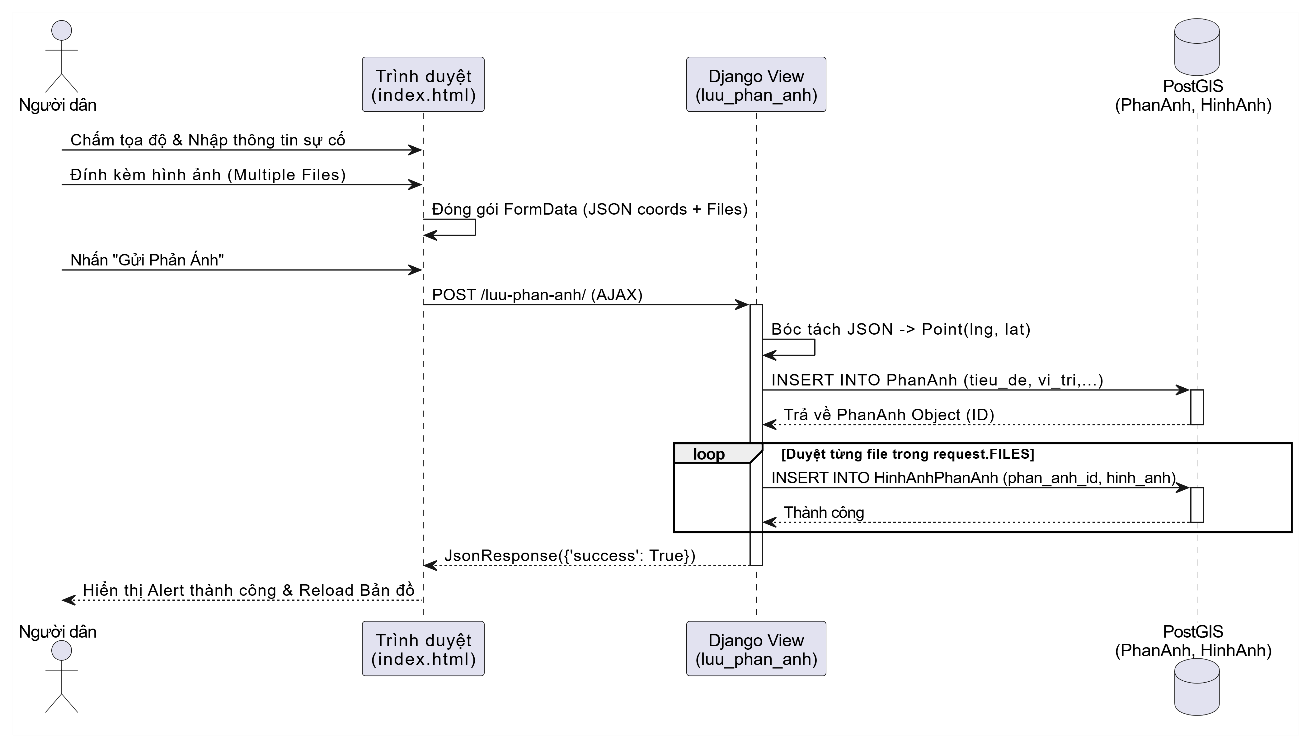 Người dân
Trình duyệt
(index.html)
Django View
(luu_phan_anh)
PostGIS
(PhanAnh, HinhAnh)
Chấm tọa độ & Nhập thông tin sự cố
Đính kèm hình ảnh (Multiple Files)
Đóng gói FormData (JSON coords + Files)
Nhấn "Gửi Phản Ánh"
POST /luu-phan-anh/ (AJAX)
Bóc tách JSON -> Point(lng, lat)
INSERT INTO PhanAnh (tieu_de, vi_tri,...)
Trả về PhanAnh Object (ID)
loop [Duyệt từng file trong request.FILES]
INSERT INTO HinhAnhPhanAnh (phan_anh_id, hinh_anh)
Thành công
JsonResponse({'success': True})
Hiển thị Alert thành công & Reload Bản đồ
Người dân
Trình duyệt
(index.html)
Django View
(luu_phan_anh)
PostGIS
(PhanAnh, HinhAnh)